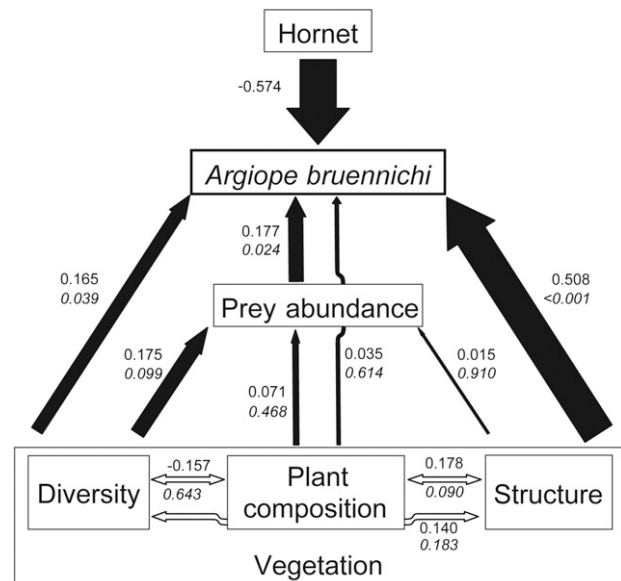 Hornet
-0.574
Argiope bruennichi
0.177
0.024
0.165
0.039
0.508
<0.001
Prey abundance
0.175
0.099
0.071
0.468
0.035
0.614
0.015
0.910
Diversity
-0.157
0.643
Plant
composition
0.178
0.090
Structure
0.140
0.183
Vegetation